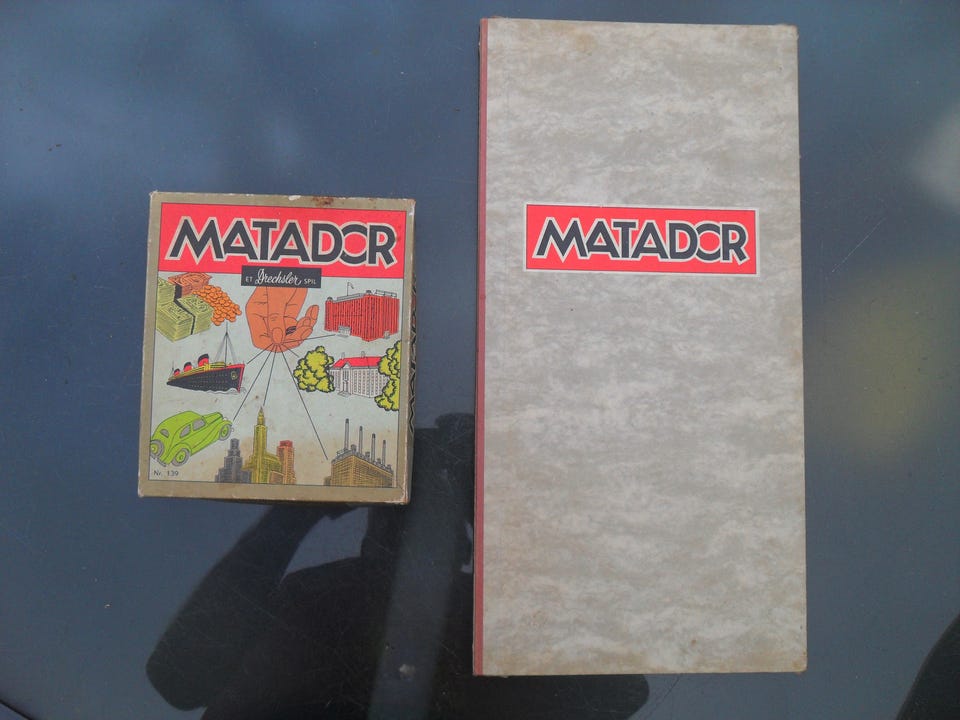 MATADOR
ET Drechsler SPIL
Nr. 139
MATADOR